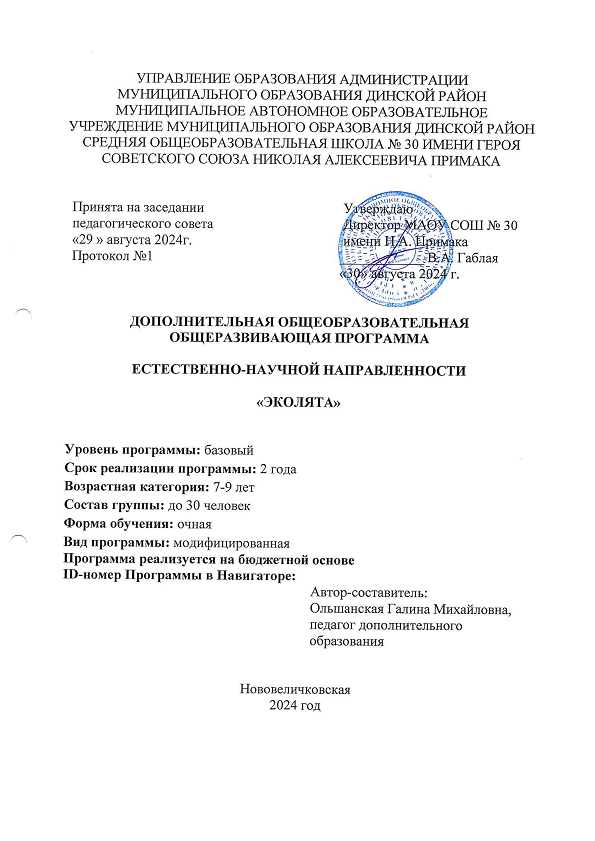 УПРАВЛЕНИЕ ОБРАЗОВАНИЯ АДМИНИСТРАЦИИ
МУНИЦИПАЛЬНОГО ОБРАЗОВАНИЯ ДИНСКОЙ РАЙОН
МУНИЦИПАЛЬНОЕ АВТОНОМНОЕ ОБРАЗОВАТЕЛЬНОЕ
УЧРЕЖДЕНИЕ МУНИЦИПАЛЬНОГО ОБРАЗОВАНИЯ ДИНСКОЙ РАЙОН
СРЕДНЯЯ ОБЩЕОБРАЗОВАТЕЛЬНАЯ ШКОЛА № 30 ИМЕНИ ГЕРОЯ
СОВЕТСКОГО СОЮЗА НИКОЛАЯ АЛЕКСЕЕВИЧА ПРИМАКА
Принята на заседании
педагогического совета
«29 » августа 2024г.
Протокол №1
Утверждаю
Директор МАОУ СОШ № 30
имени Н.А. Примака
В.А. Габлая
«30» августа 2024 г.
ДОПОЛНИТЕЛЬНАЯ ОБЩЕОБРАЗОВАТЕЛЬНАЯ
ОБЩЕРАЗВИВАЮЩАЯ ПРОГРАММА
ЕСТЕСТВЕННО-НАУЧНОЙ НАПРАВЛЕННОСТИ
«ЭКОЛЯТА»
Уровень программы: базовый
Срок реализации программы: 2 года
Возрастная категория: 7-9 лет
Состав группы: до 30 человек
Форма обучения: очная
Вид программы: модифицированная
Программа реализуется на бюджетной основе
ID-номер Программы в Навигаторе:
Автор-составитель:
Ольшанская Галина Михайловна,
педагог дополнительного
образования
Нововеличковская
2024 год